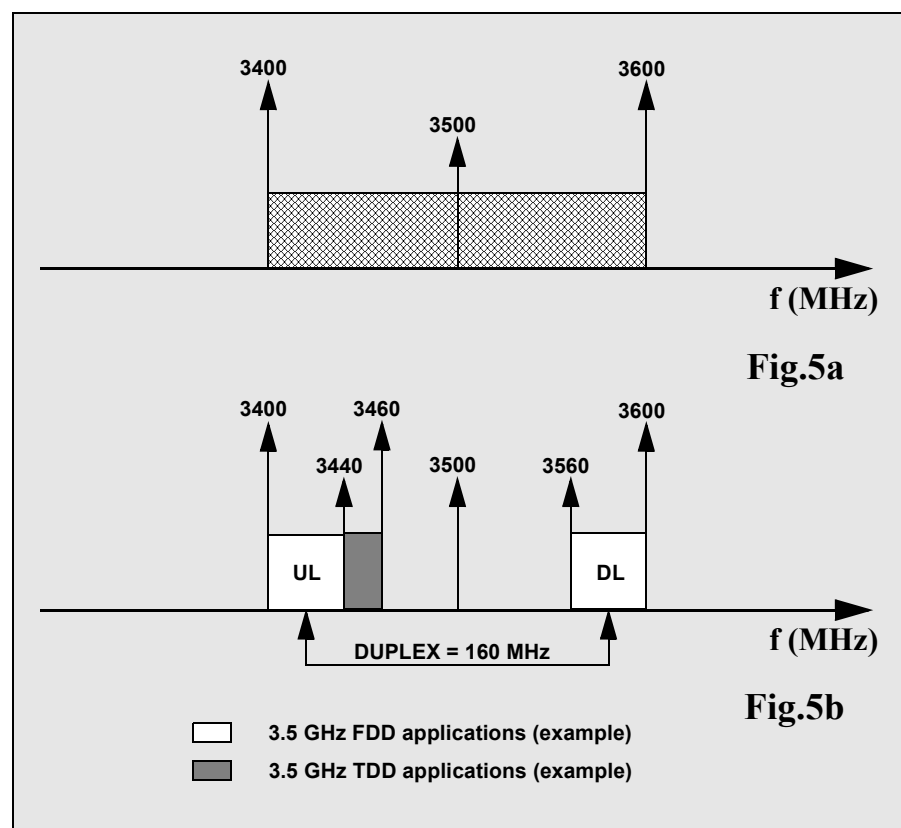 3400
3600
3500
f (MHz)
Fig.5a
3400
3460
3600
3440
3500
3560
UL
DL
f (MHz)
DUPLEX = 160 MHz
Fig.5b
3.5 GHz FDD applications (example)
3.5 GHz TDD applications (example)